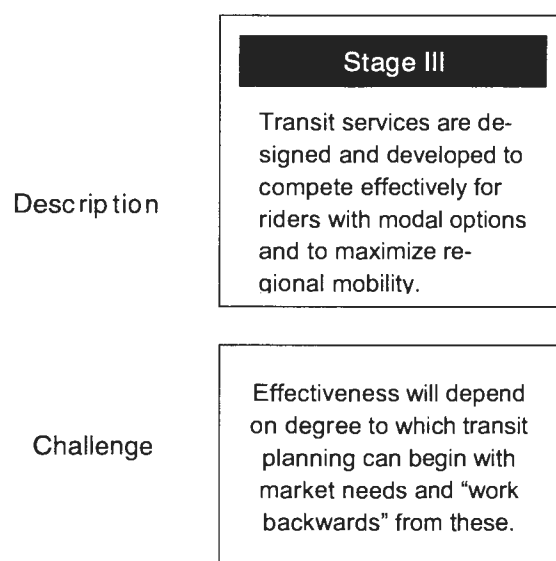 Stage III
Transit services are de-
signed and developed to
compete effectively for
riders with modal options
and to maximize re-
gional mobility.
Description
Effectiveness will depend
on degree to which transit
planning can begin with
market needs and “work
backwards” from these.
Challenge